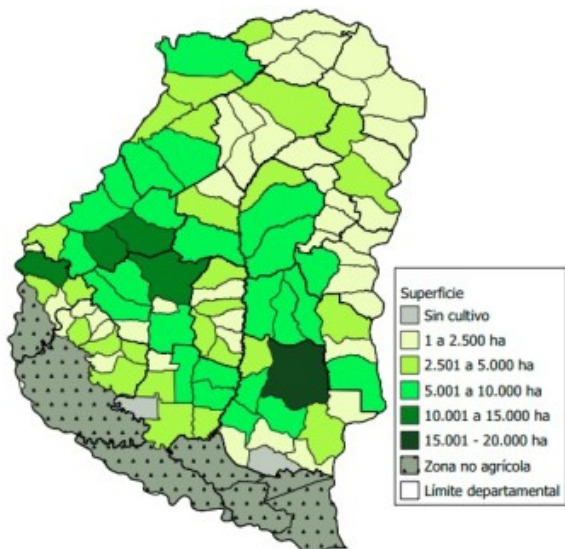 Superficie
Sin cultivo
1 a 2.500 ha
2.501 a 5.000 ha
5.001 a 10.000 ha
10.001 a 15.000 ha
15.001 - 20.000 ha
Zona no agrícola
Límite departamental